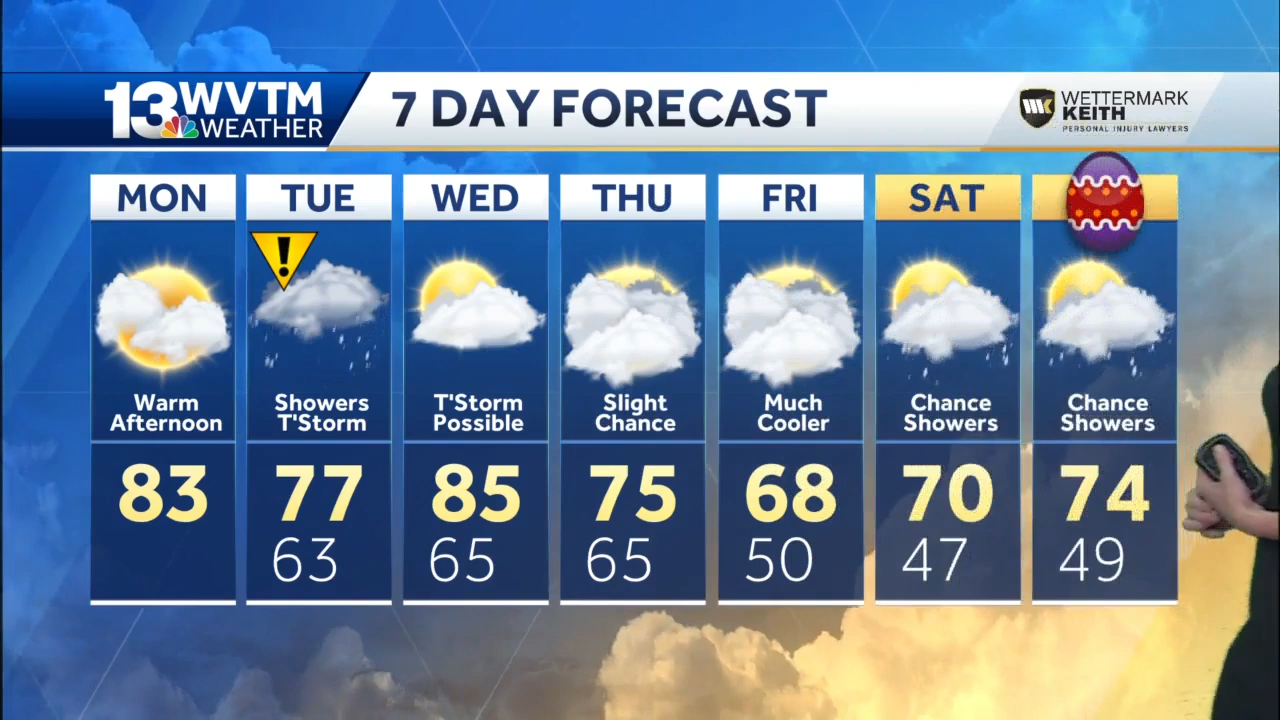 13 WVTM
WEATHER
7 DAY FORECAST
WETTERMARK
KEITH
PERSONAL INJURY LAWYERS
MON
TUE
WED
THU
FRI
SAT
!
Warm
Afternoon
Showers
T'Storm
T'Storm
Possible
Slight
Chance
Much
Cooler
Chance
Showers
Chance
Showers
83
77
85
75
68
70
74
63
65
65
50
47
49